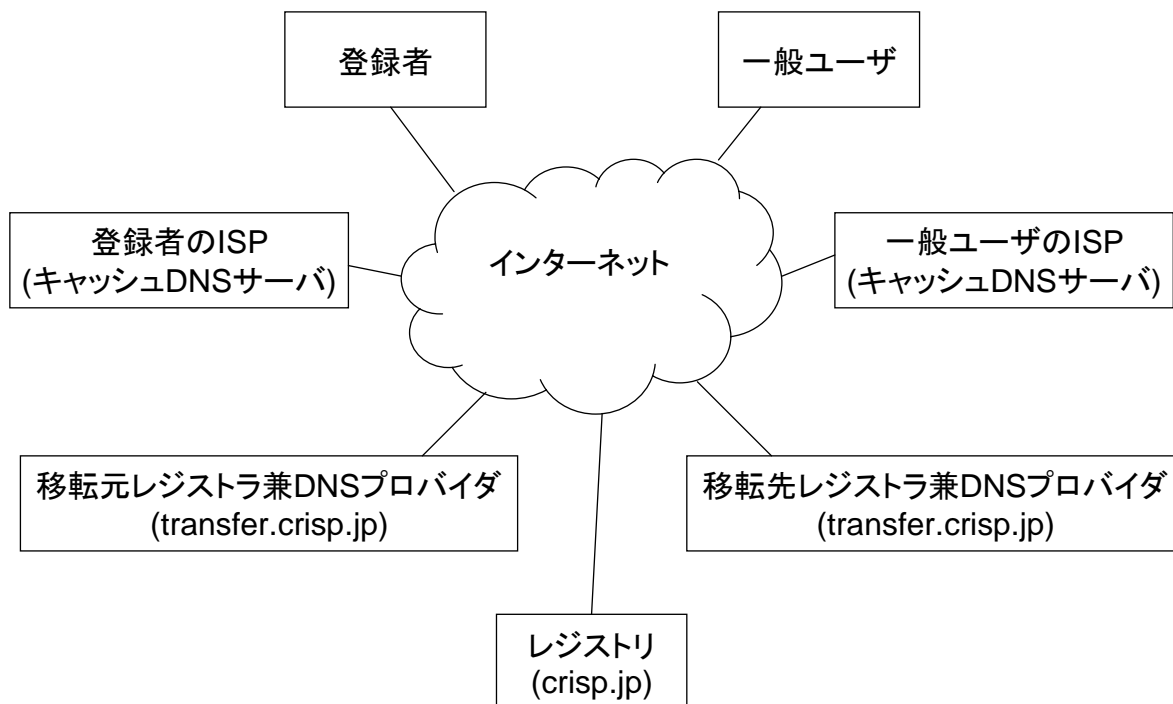 登録者
一般ユーザ
登録者のISP
(キャッシュDNSサーバ)
インターネット
一般ユーザのISP
(キャッシュDNSサーバ)
移転元レジストラ兼DNSプロバイダ
(transfer.crisp.jp)
移転先レジストラ兼DNSプロバイダ
(transfer.crisp.jp)
レジストリ
(crisp.jp)